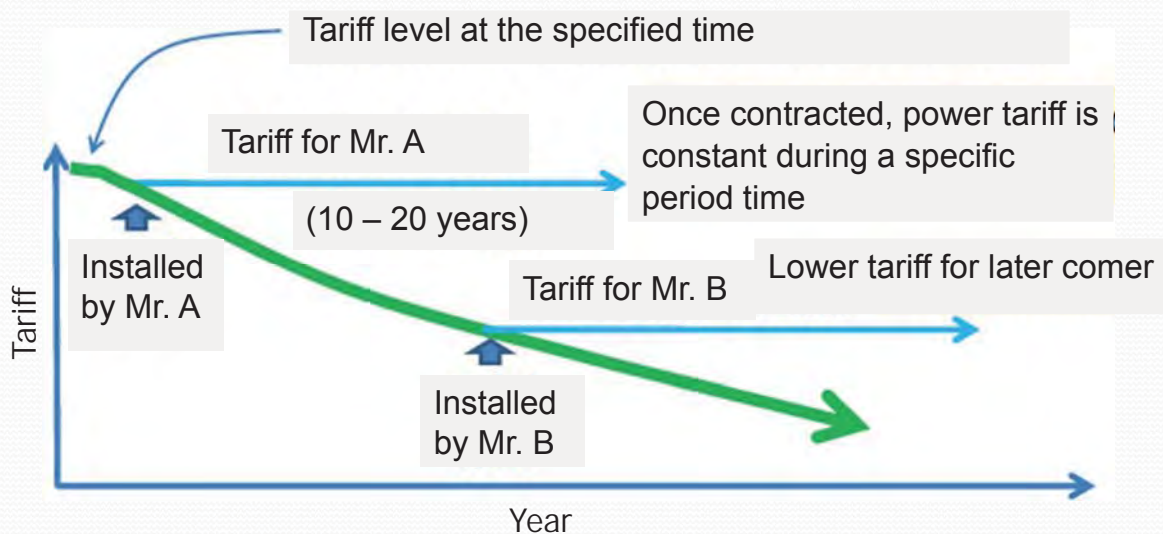 Tariff level at the specified time
Tariff for Mr. A
Once contracted, power tariff is
constant during a specific
period time
(10 – 20 years)
Installed
by Mr. A
Tariff for Mr. B
Lower tariff for later comer
Installed
by Mr. B
Tariff
Year